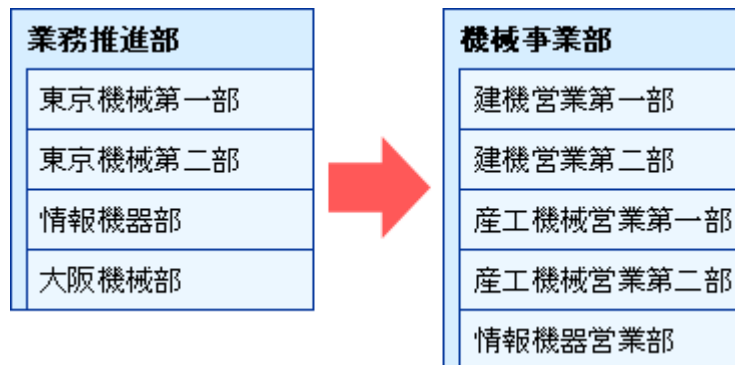 業務推進部
東京機械第一部
東京機械第二部
情報機器部
大阪機械部
機械事業部
建機営業第一部
建機営業第二部
産工機械営業第一部
産工機械営業第二部
情報機器営業部